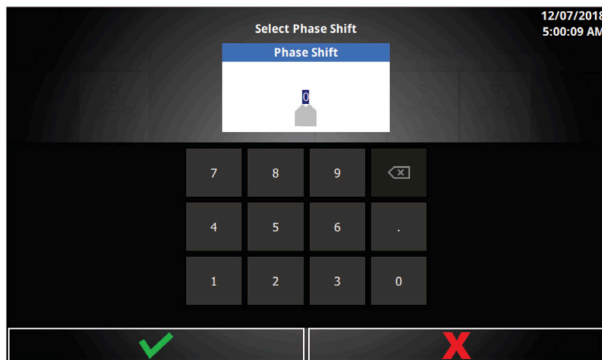 12/07/2018
5:00:09 AM
Select Phase Shift
Phase Shift
0
7 8 9
4 5 6 .
1 2 3 0